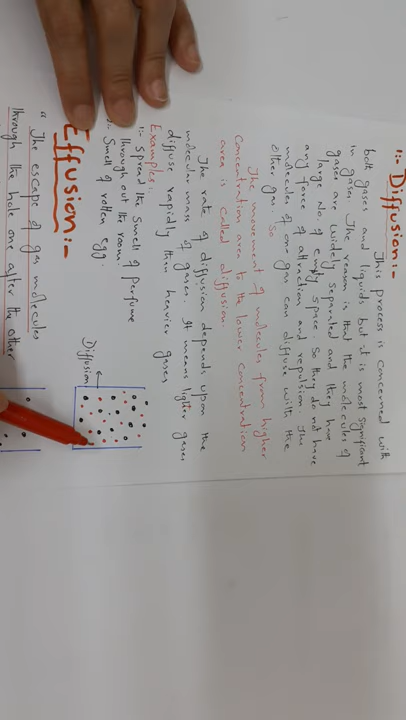 1:- Diffusion:-
This process is concerned with
both gases and liquids but it is most significant
in gases. The reason is that the molecules of
gases are widely separated and they have
large No. of empty space. So they do not have
any force of attraction and repulsion the
molecules of one gas can diffuse with the
other gas. So
The movement of molecules from higher
concentration area to the lower concentration
area is called diffusion.
The rate of diffusion depends upon the
molecular mass of gases. It means lighter gases
diffuse rapidly than heavier gases
Examples:
1:- Spread the smell of perfume
through out the room.
Smell of rotten egg.
Diffusion
Effusion:-
"The escape of gas molecules
through the hole one after the other